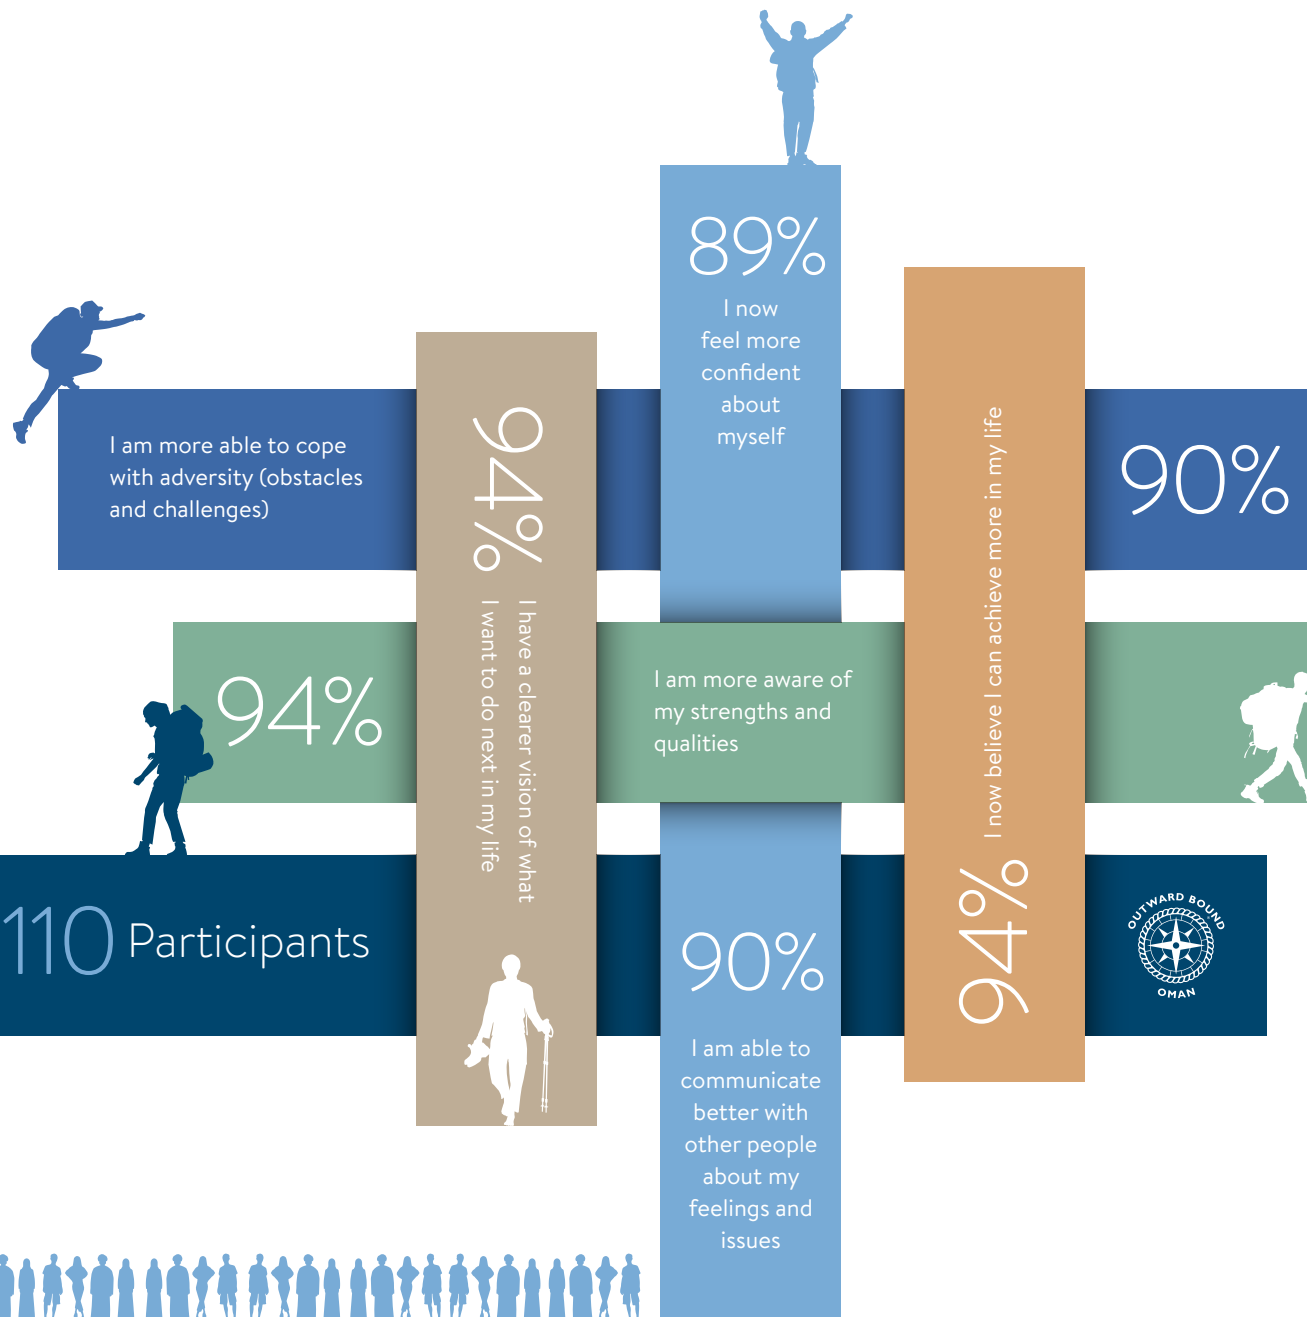 89%
I now
feel more
confident
about
myself
I am more able to cope
with adversity (obstacles
and challenges)
90%
94%
I have a clearer vision of what
I want to do next in my life
94%
I now believe I can achieve more in my life
94%
I am more aware of
my strengths and
qualities
110 Participants
90%
I am able to
communicate
better with
other people
about my
feelings and
issues
OUTWARD BOUND
OMAN